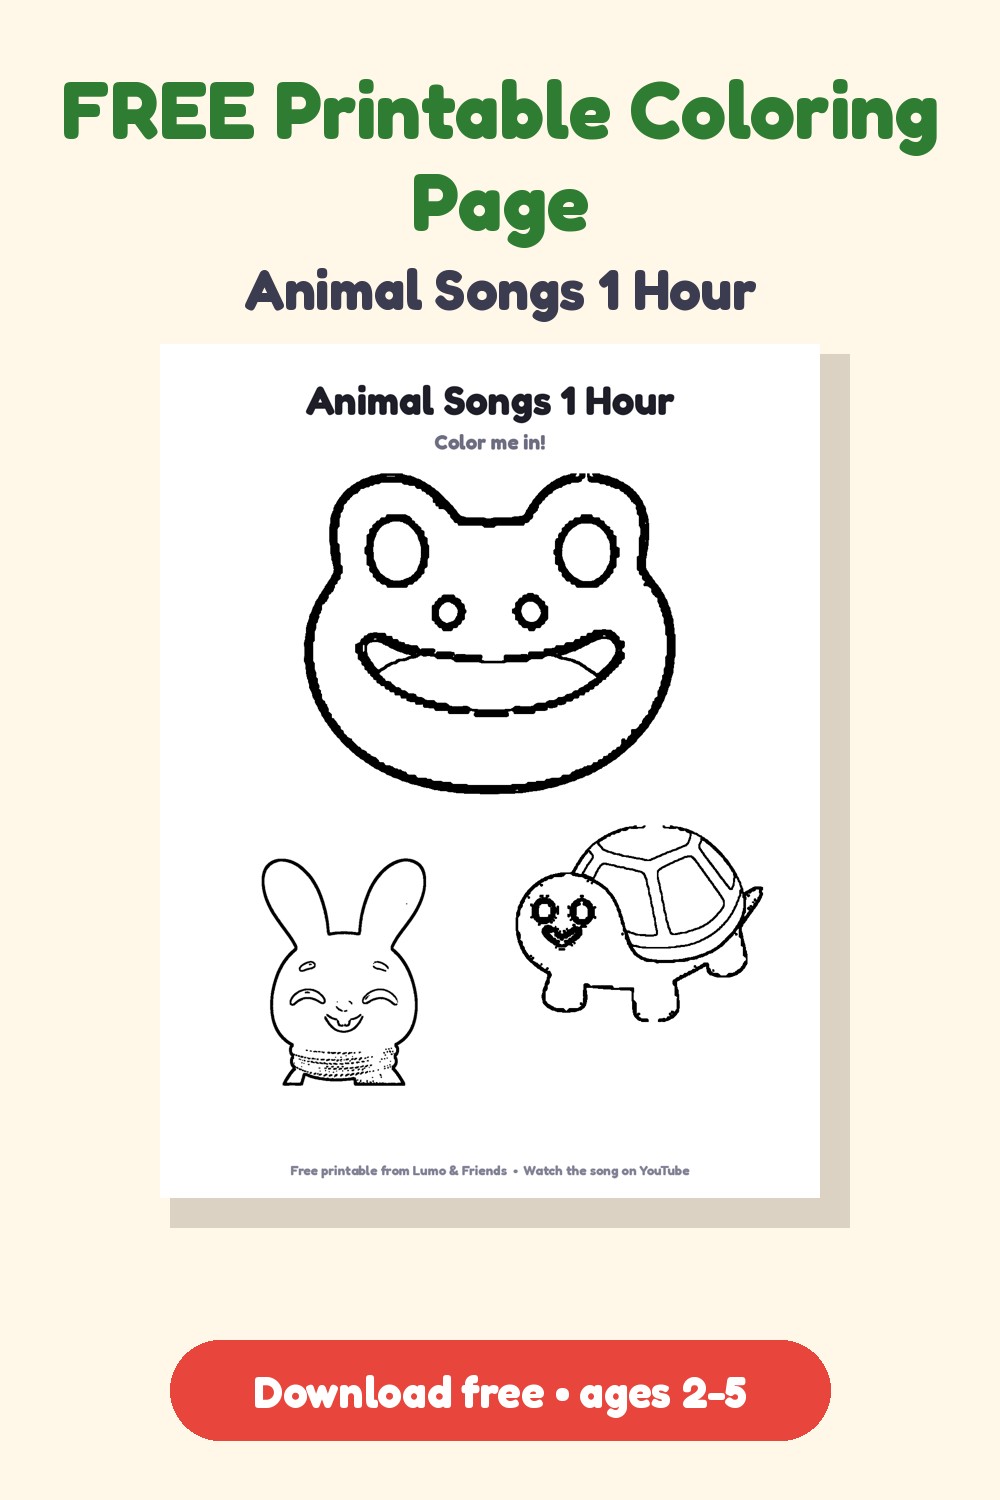 FREE Printable Coloring
Page
Animal Songs 1 Hour
Animal Songs 1 Hour
Color me in!
Free printable from Lumo & Friends • Watch the song on YouTube
Download free • ages 2–5